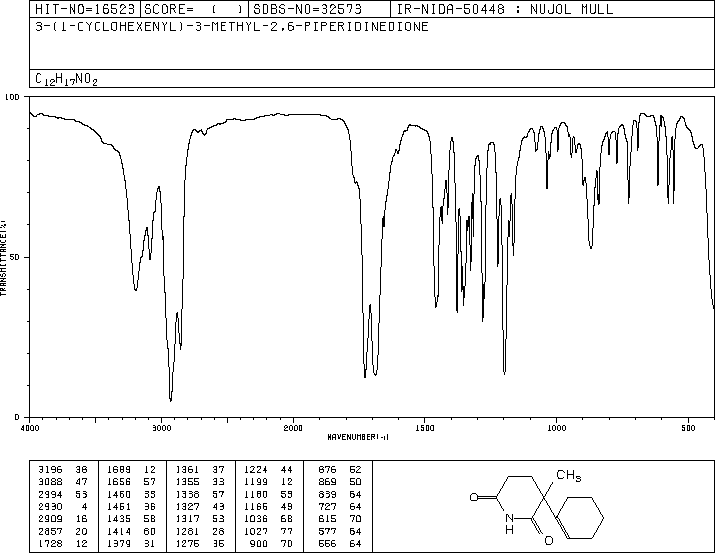 HIT-NO=16523 SCORE= ( ) SDBS-NO=32573 IR-NIDA-50448 : NUJOL MULL
3-(1-CYCLOHEXENYL)-3-METHYL-2,6-PIPERIDINEDIONE
C12H17NO2
100
TRANSMITTANCE(%)
50
0
4000 3000 2000 1500 1000 500
WAVENUMBER(-1)
3196 38 1689 12 1361 37 1224 44 876 52
3088 47 1656 57 1355 33 1199 12 869 50
2994 53 1460 33 1338 57 1180 53 839 64
2930 4 1451 36 1327 43 1166 49 727 64
2909 16 1435 58 1317 53 1036 68 615 70
2857 20 1414 60 1281 28 1027 77 577 64
1728 12 1379 31 1276 36 900 70 556 64
CH3
O
N
H
O